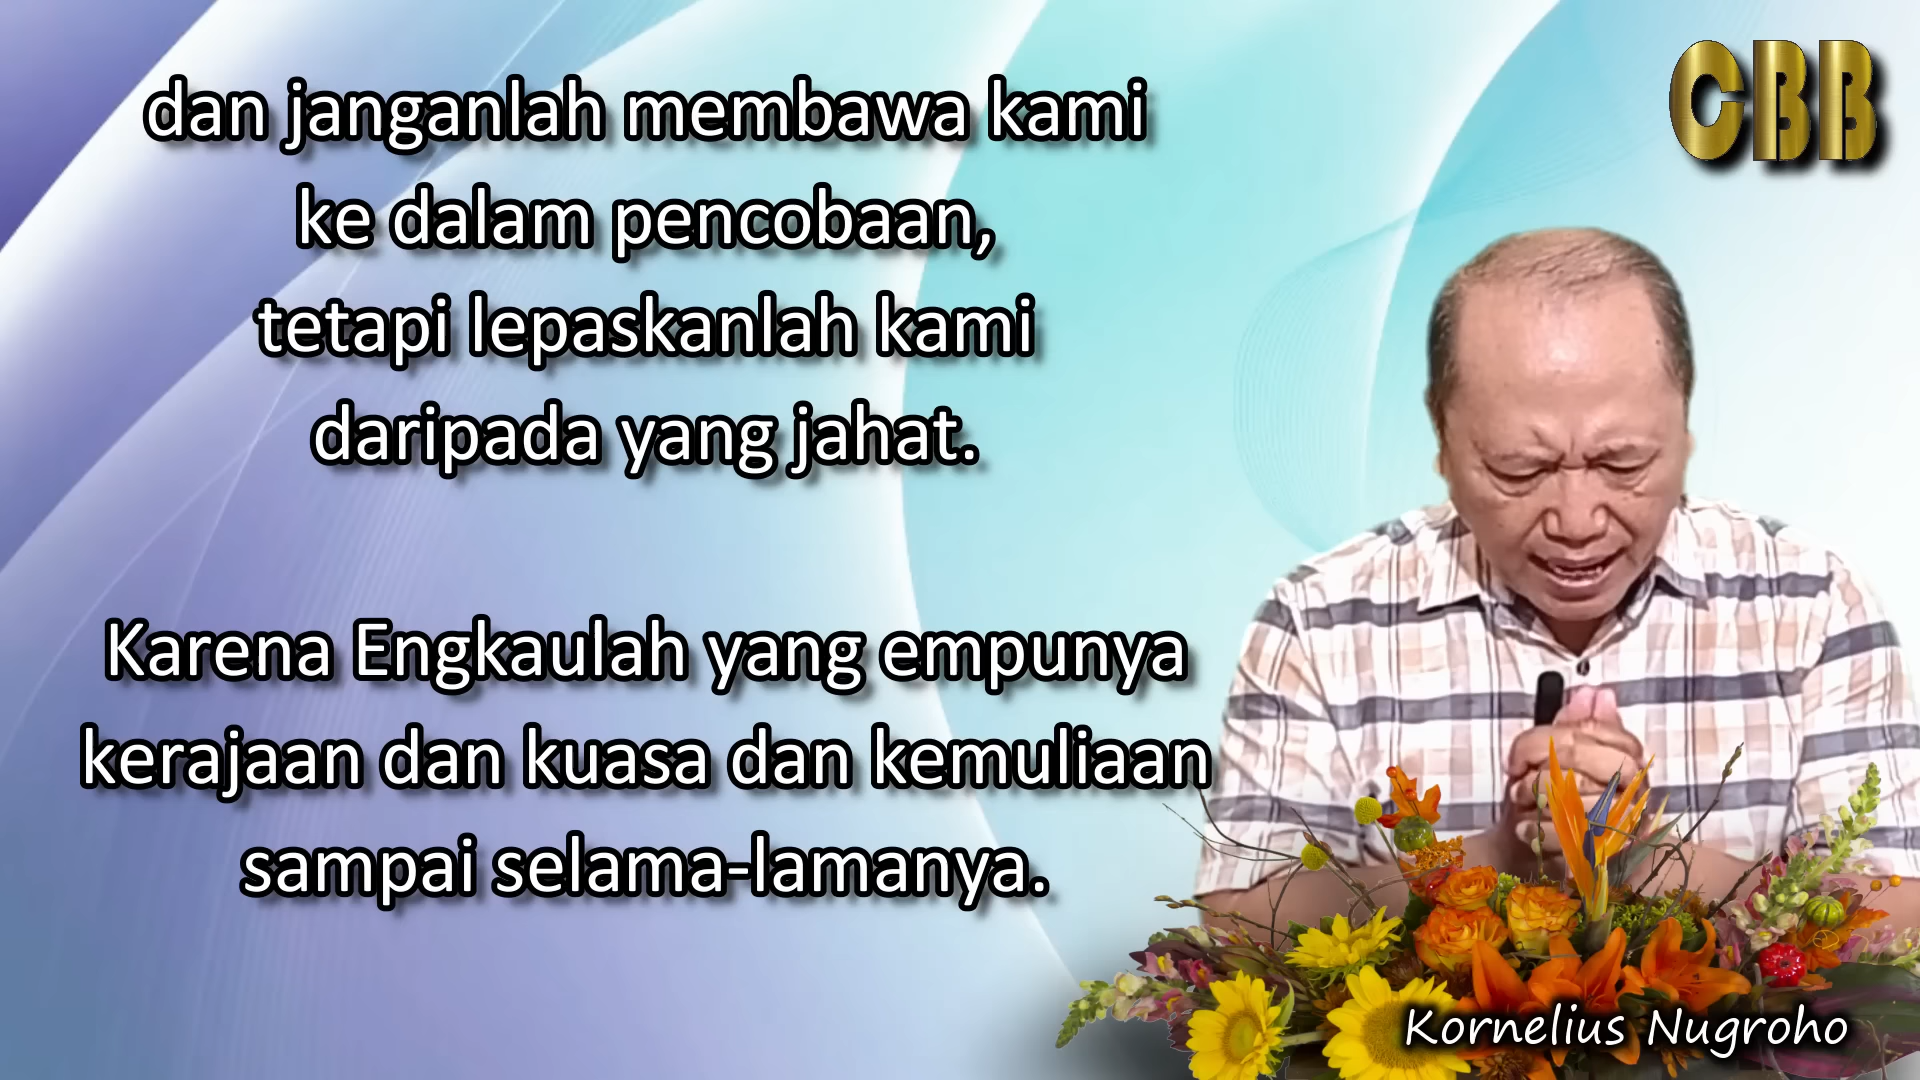 dan janganlah membawa kami
ke dalam pencobaan,
tetapi lepaskanlah kami
daripada yang jahat.
Karena Engkaulah yang empunya
kerajaan dan kuasa dan kemuliaan
sampai selama-lamanya.
CBB
Kornelius Nugroho